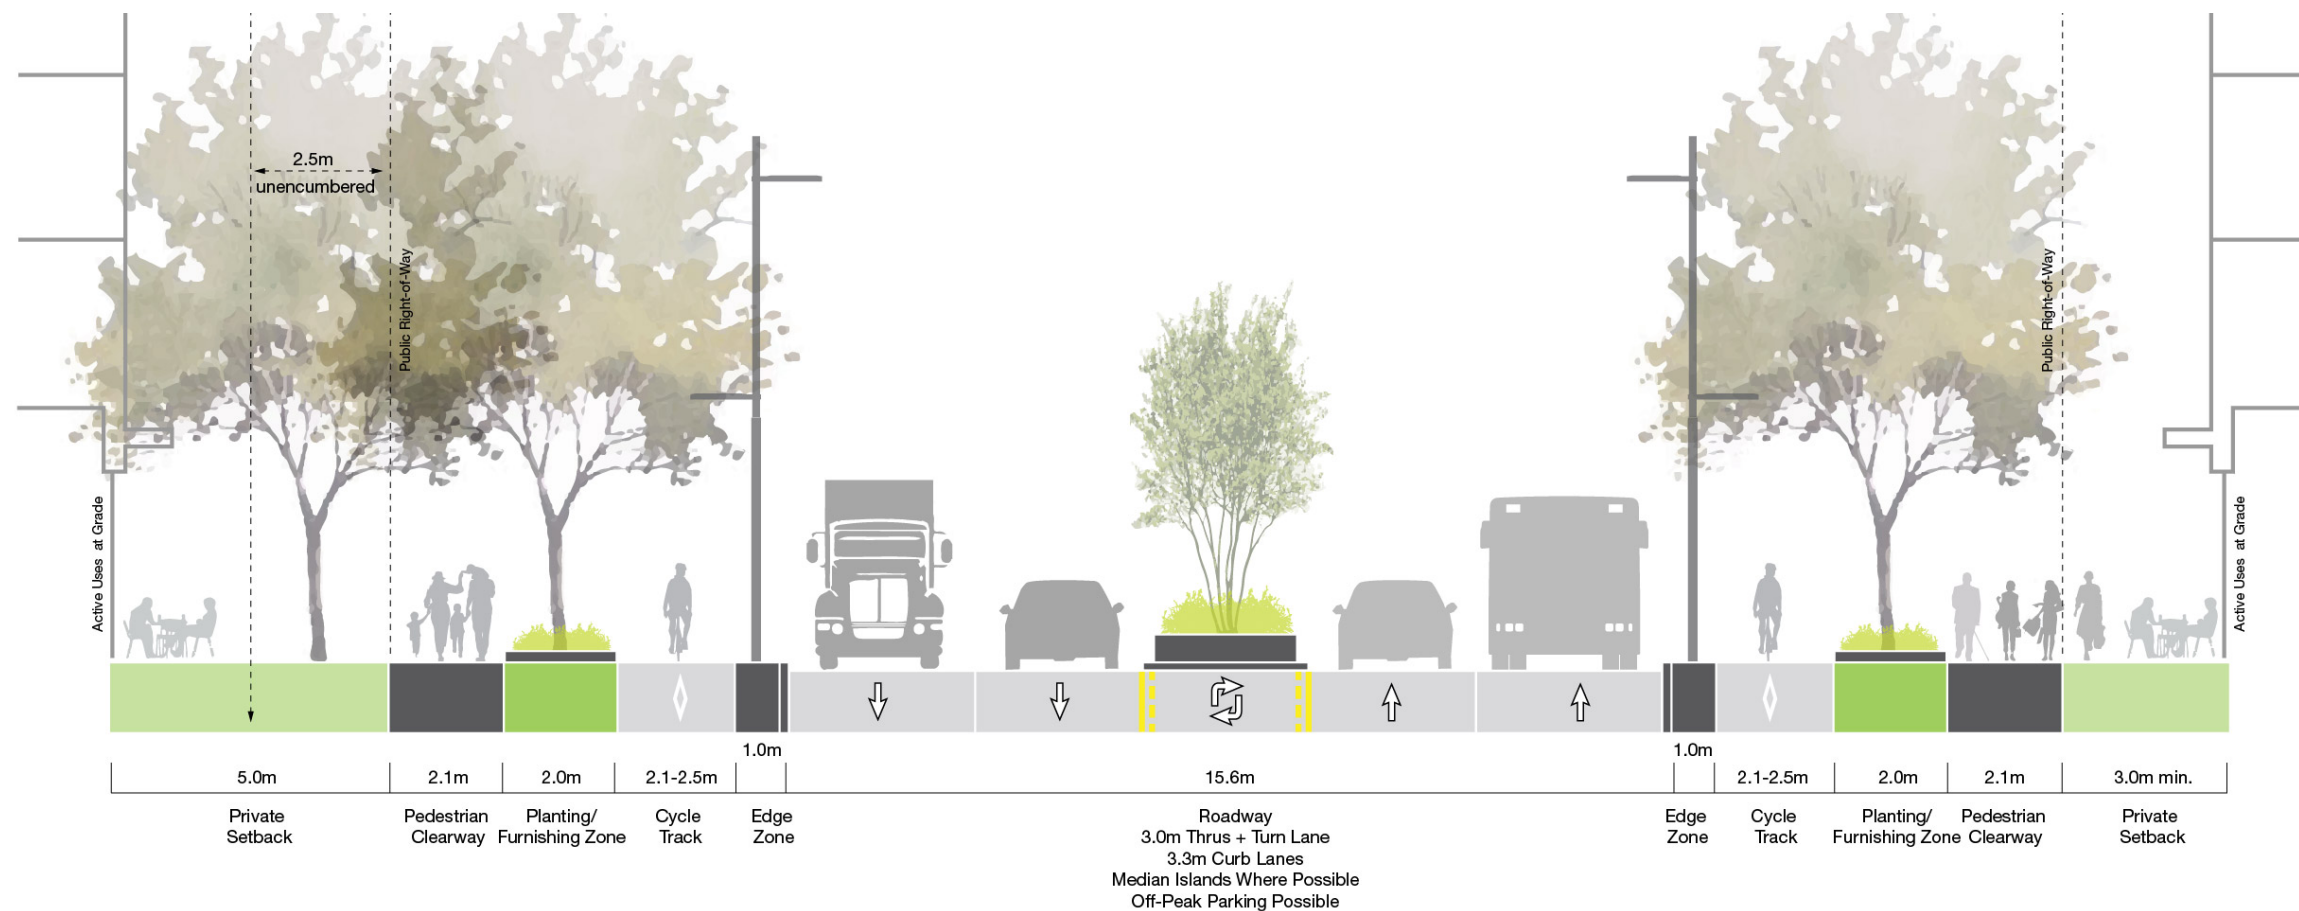 2.5m
unencumbered
Public Right-of-Way
Public Right-of-Way
Active Uses at Grade
Active Uses at Grade
1.0m
1.0m
5.0m
2.1m
2.0m
2.1-2.5m
15.6m
2.1-2.5m
2.0m
2.1m
3.0m min.
Private
Setback
Pedestrian
Clearway
Planting/
Furnishing Zone
Cycle
Track
Edge
Zone
Roadway
3.0m Thrus + Turn Lane
3.3m Curb Lanes
Median Islands Where Possible
Off-Peak Parking Possible
Edge
Zone
Cycle
Track
Planting/
Furnishing Zone
Pedestrian
Clearway
Private
Setback